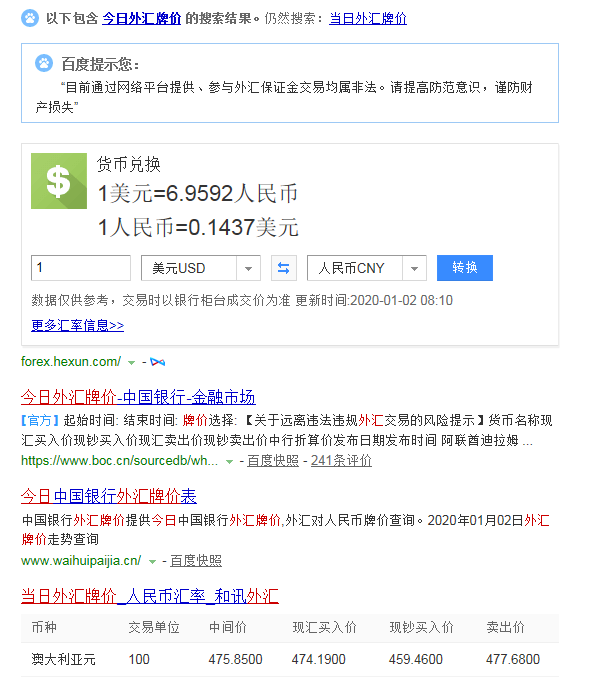 以下包含 今日外汇牌价 的搜索结果。仍然搜索：当日外汇牌价
百度提示您：
“目前通过网络平台提供、参与外汇保证金交易均属非法。请提高防范意识，谨防财
产损失”
货币兑换
1美元=6.9592人民币
1人民币=0.1437美元
1 美元USD 人民币CNY 转换
数据仅供参考，交易时以银行柜台成交价为准 更新时间:2020-01-02 08:10
更多汇率信息>>
forex.hexun.com/ -
今日外汇牌价-中国银行-金融市场
【官方】起始时间: 结束时间: 牌价选择: 【关于远离违法违规外汇交易的风险提示】货币名称现
汇买入价现钞买入价现汇卖出价现钞卖出价中行折算价发布日期发布时间 阿联酋迪拉姆 ...
https://www.boc.cn/sourcedb/wh... - 百度快照 - 241条评价
今日中国银行外汇牌价表
中国银行外汇牌价提供今日中国银行外汇牌价,外汇对人民币牌价查询。2020年01月02日外汇
牌价走势查询
www.waihuipaijia.cn/ - 百度快照
当日外汇牌价_人民币汇率_和讯外汇
币种 交易单位 中间价 现汇买入价 现钞买入价 卖出价
澳大利亚元 100 475.8500 474.1900 459.4600 477.6800